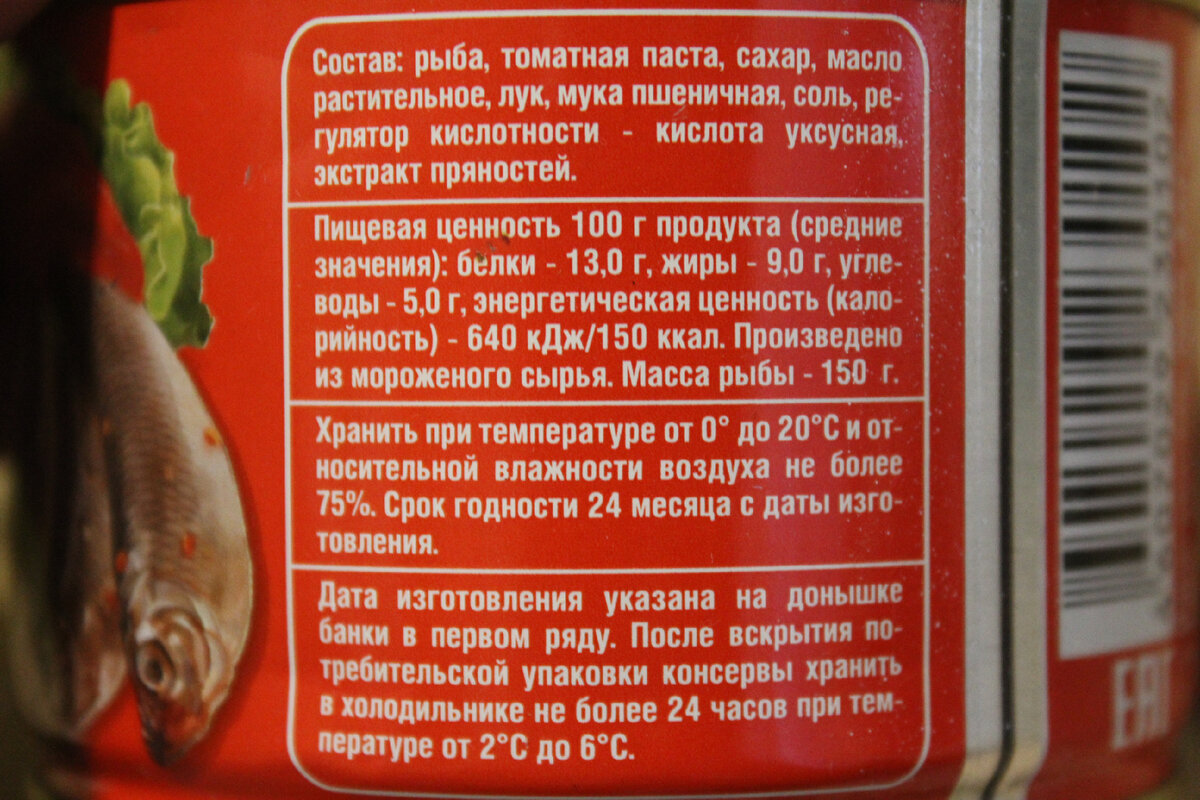 Состав: рыба, томатная паста, сахар, масло
растительное, лук, мука пшеничная, соль, ре-
гулятор кислотности - кислота уксусная,
экстракт пряностей.
Пищевая ценность 100 г продукта (средние
значения): белки - 13,0 г, жиры - 9,0 г, угле-
воды - 5,0 г, энергетическая ценность (кало-
рийность) - 640 кДж/150 ккал. Произведено
из мороженого сырья. Масса рыбы - 150 г.
Хранить при температуре от 0° до 20°С и от-
носительной влажности воздуха не более
75%. Срок годности 24 месяца с даты изго-
товления.
Дата изготовления указана на донышке
банки в первом ряду. После вскрытия по-
требительской упаковки консервы хранить
в холодильнике не более 24 часов при тем-
пературе от 2°С до 6°С.
EAC